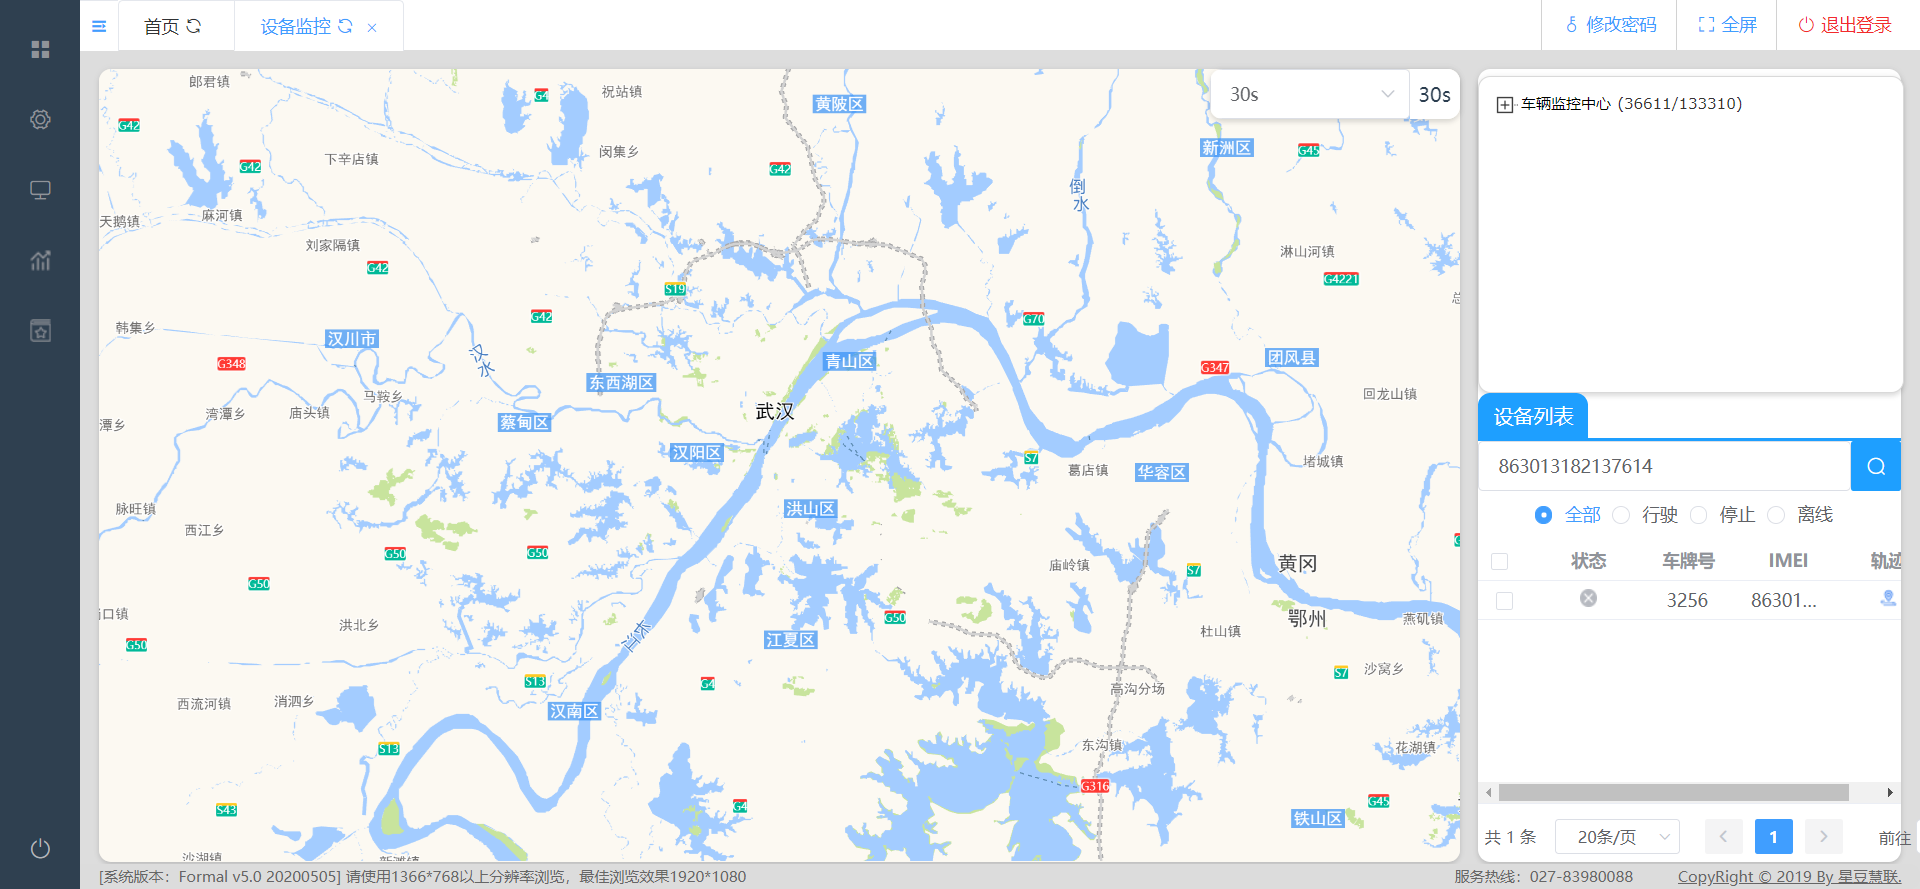 首页
设备监控
修改密码
全屏
退出登录
30s
30s
车辆监控中心 (36611/133310)
设备列表
863013182137614
全部
行驶
停止
离线
状态
车牌号
IMEI
轨迹
3256
86301...
共 1 条
20条/页
1
前往
郎君镇
G4
祝站镇
黄陂区
G42
下辛店镇
G42
闵集乡
G42
新洲区
G45
天鹅镇
麻河镇
倒水
刘家隔镇
G42
淋山河镇
G4221
S19
韩集乡
汉川市
G42
G70
G348
汉水
青山区
G347
团风县
东西湖区
马鞍乡
回龙山镇
湾潭乡
庙头镇
蔡甸区
武汉
潭乡
汉阳区
S7
葛店镇
华容区
堵城镇
脉旺镇
西江乡
洪山区
G50
G50
G50
庙岭镇
S7
黄冈
洪北乡
G50
G50
江夏区
长江
杜山镇
鄂州
燕矶镇
S13
G4
S7
沙窝乡
高沟分场
西流河镇
消泗乡
汉南区
S13
东沟镇
花湖镇
G316
S43
G4
G45
铁山区
沙湖镇
新滩镇
[系统版本：Formal v5.0 20200505] 请使用1366*768以上分辨率浏览，最佳浏览效果1920*1080
服务热线：027-83980088
CopyRight © 2019 By 星豆慧联.